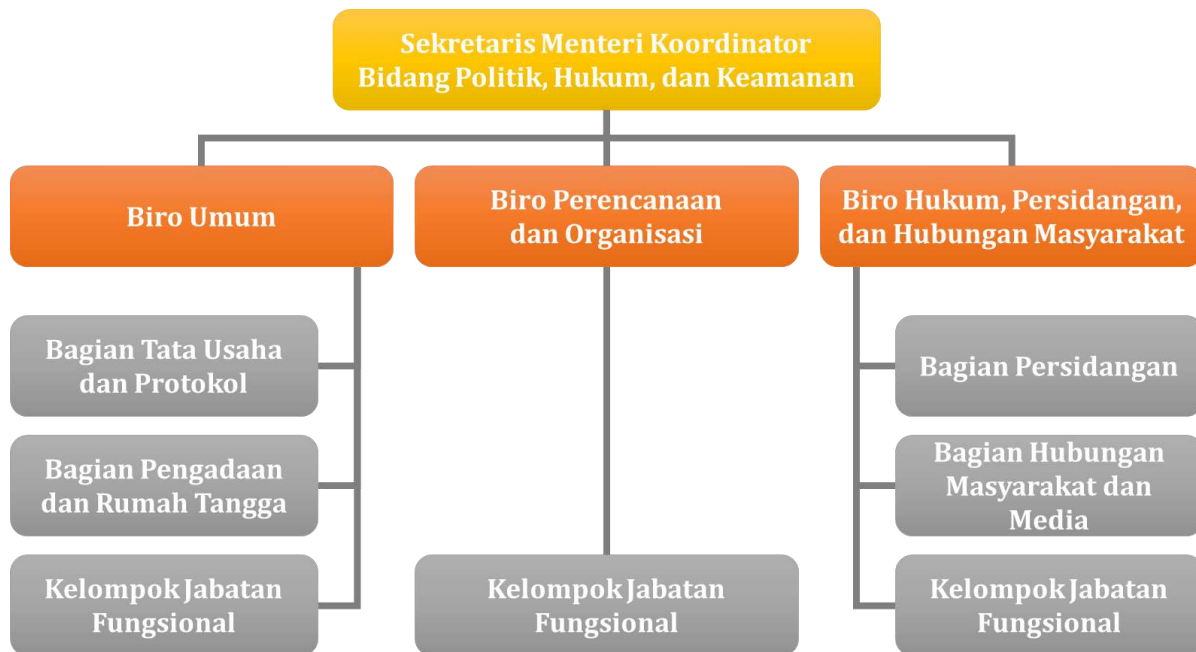 Sekretaris Menteri Koordinator
Bidang Politik, Hukum, dan Keamanan
Biro Umum
Biro Perencanaan
dan Organisasi
Biro Hukum, Persidangan,
dan Hubungan Masyarakat
Bagian Tata Usaha
dan Protokol
Bagian Persidangan
Bagian Pengadaan
dan Rumah Tangga
Bagian Hubungan
Masyarakat dan
Media
Kelompok Jabatan
Fungsional
Kelompok Jabatan
Fungsional
Kelompok Jabatan
Fungsional